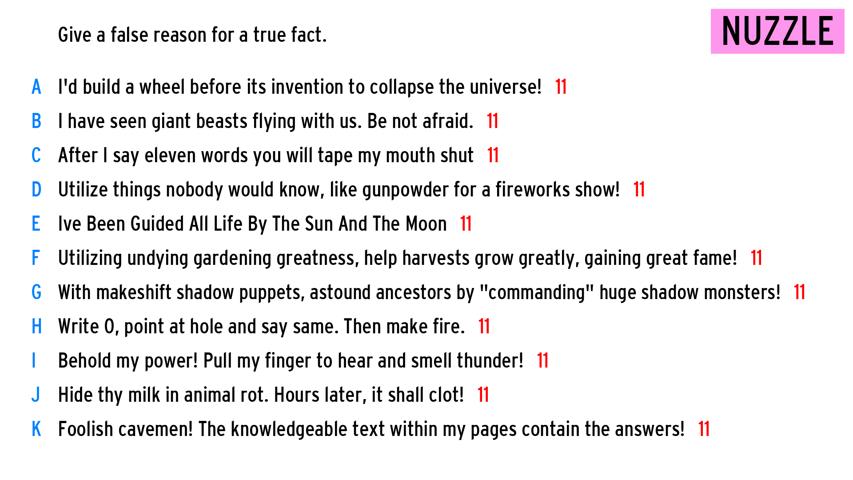 Give a false reason for a true fact.
NUZZLE
A I'd build a wheel before its invention to collapse the universe! 11
B I have seen giant beasts flying with us. Be not afraid. 11
C After I say eleven words you will tape my mouth shut 11
D Utilize things nobody would know, like gunpowder for a fireworks show! 11
E Ive Been Guided All Life By The Sun And The Moon 11
F Utilizing undying gardening greatness, help harvests grow greatly, gaining great fame! 11
G With makeshift shadow puppets, astound ancestors by "commanding" huge shadow monsters! 11
H Write O, point at hole and say same. Then make fire. 11
I Behold my power! Pull my finger to hear and smell thunder! 11
J Hide thy milk in animal rot. Hours later, it shall clot! 11
K Foolish cavemen! The knowledgeable text within my pages contain the answers! 11